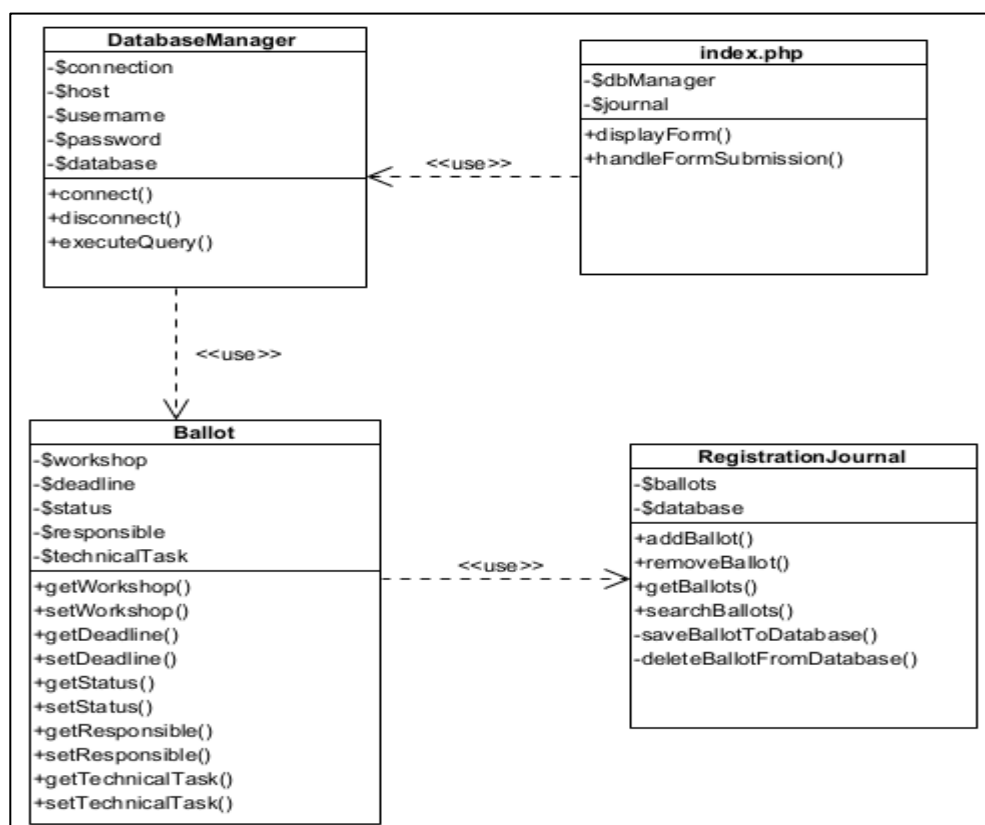 DatabaseManager
-$connection
-$host
-$username
-$password
-$database
+connect()
+disconnect()
+executeQuery()
<<use>>
index.php
-$dbManager
-$journal
+displayForm()
+handleFormSubmission()
<<use>>
Ballot
-$workshop
-$deadline
-$status
-$responsible
-$technicalTask
+getWorkshop()
+setWorkshop()
+getDeadline()
+setDeadline()
+getStatus()
+setStatus()
+getResponsible()
+setResponsible()
+getTechnicalTask()
+setTechnicalTask()
<<use>>
RegistrationJournal
-$ballots
-$database
+addBallot()
+removeBallot()
+getBallots()
+searchBallots()
-saveBallotToDatabase()
-deleteBallotFromDatabase()